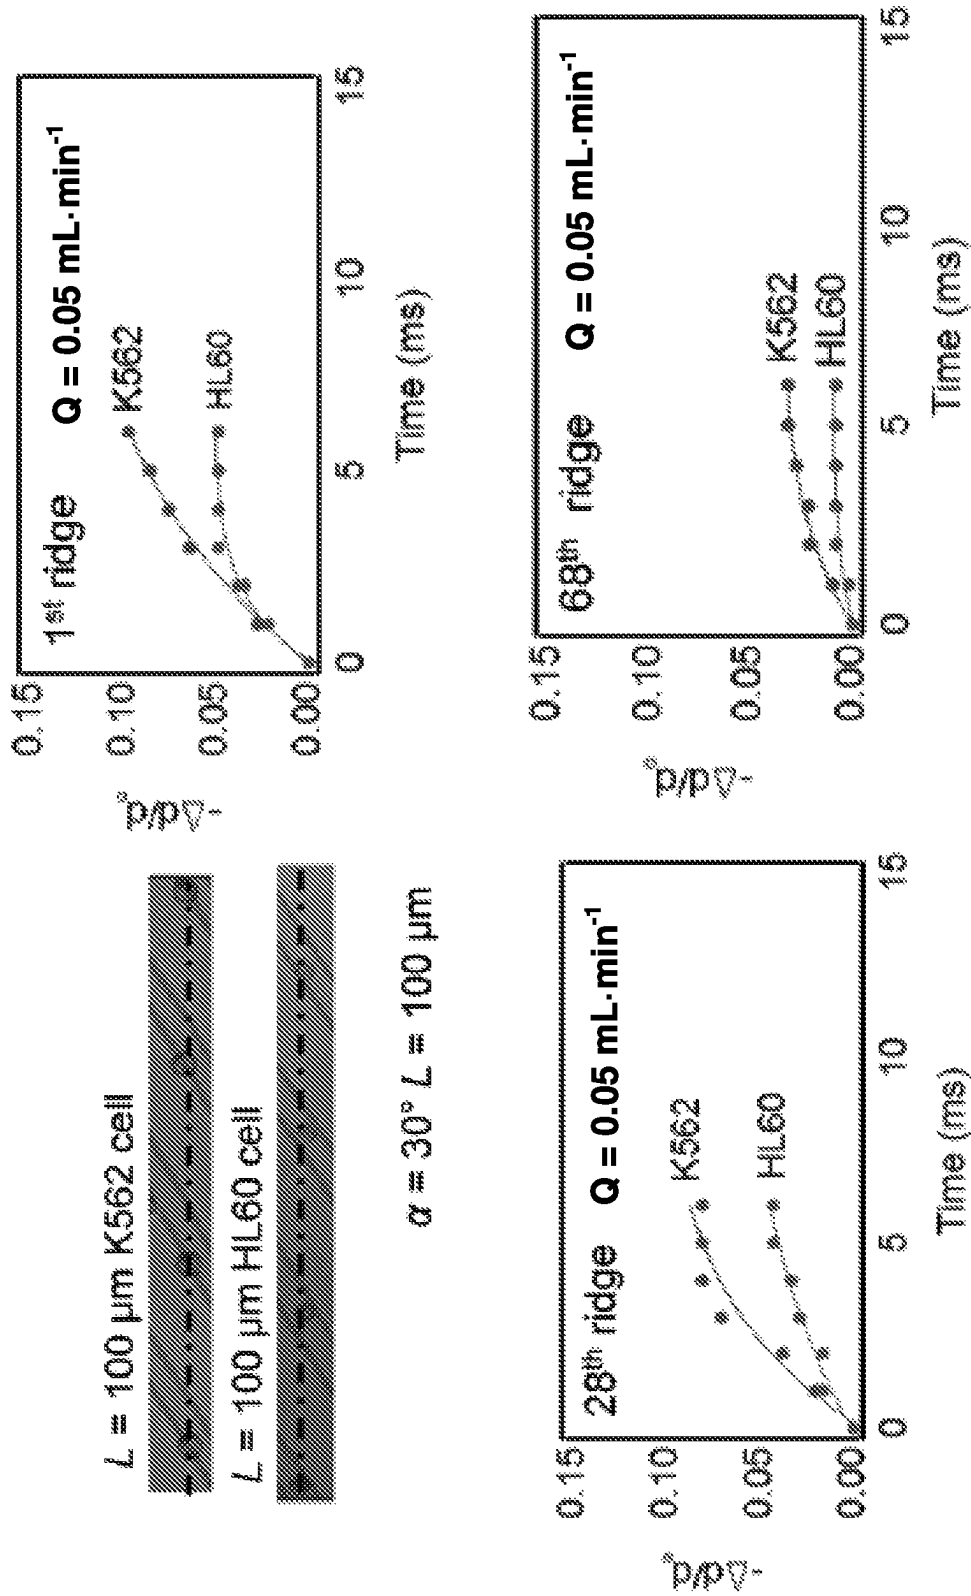 L = 100 μm K562 cell
L = 100 μm HL60 cell
α = 30° L = 100 μm
-Δd/d₀
0.15
0.10
0.05
0.00
1st ridge
Q = 0.05 mL·min⁻¹
K562
HL60
0
5
10
15
Time (ms)
-Δd/d₀
0.15
0.10
0.05
0.00
28th ridge
Q = 0.05 mL·min⁻¹
K562
HL60
0
5
10
15
Time (ms)
-Δd/d₀
0.15
0.10
0.05
0.00
68th ridge
Q = 0.05 mL·min⁻¹
K562
HL60
0
5
10
15
Time (ms)